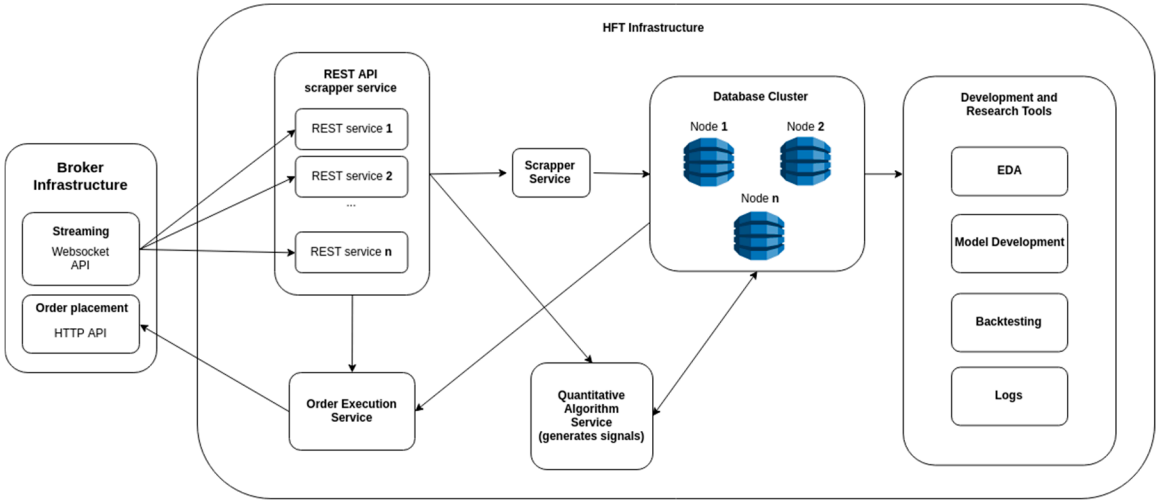 HFT Infrastructure
Broker
Infrastructure
Streaming
Websocket
API
Order placement
HTTP API
REST API
scrapper service
REST service 1
REST service 2
...
REST service n
Order Execution
Service
Scrapper
Service
Quantitative
Algorithm
Service
(generates signals)
Database Cluster
Node 1
Node 2
Node n
Development and
Research Tools
EDA
Model Development
Backtesting
Logs